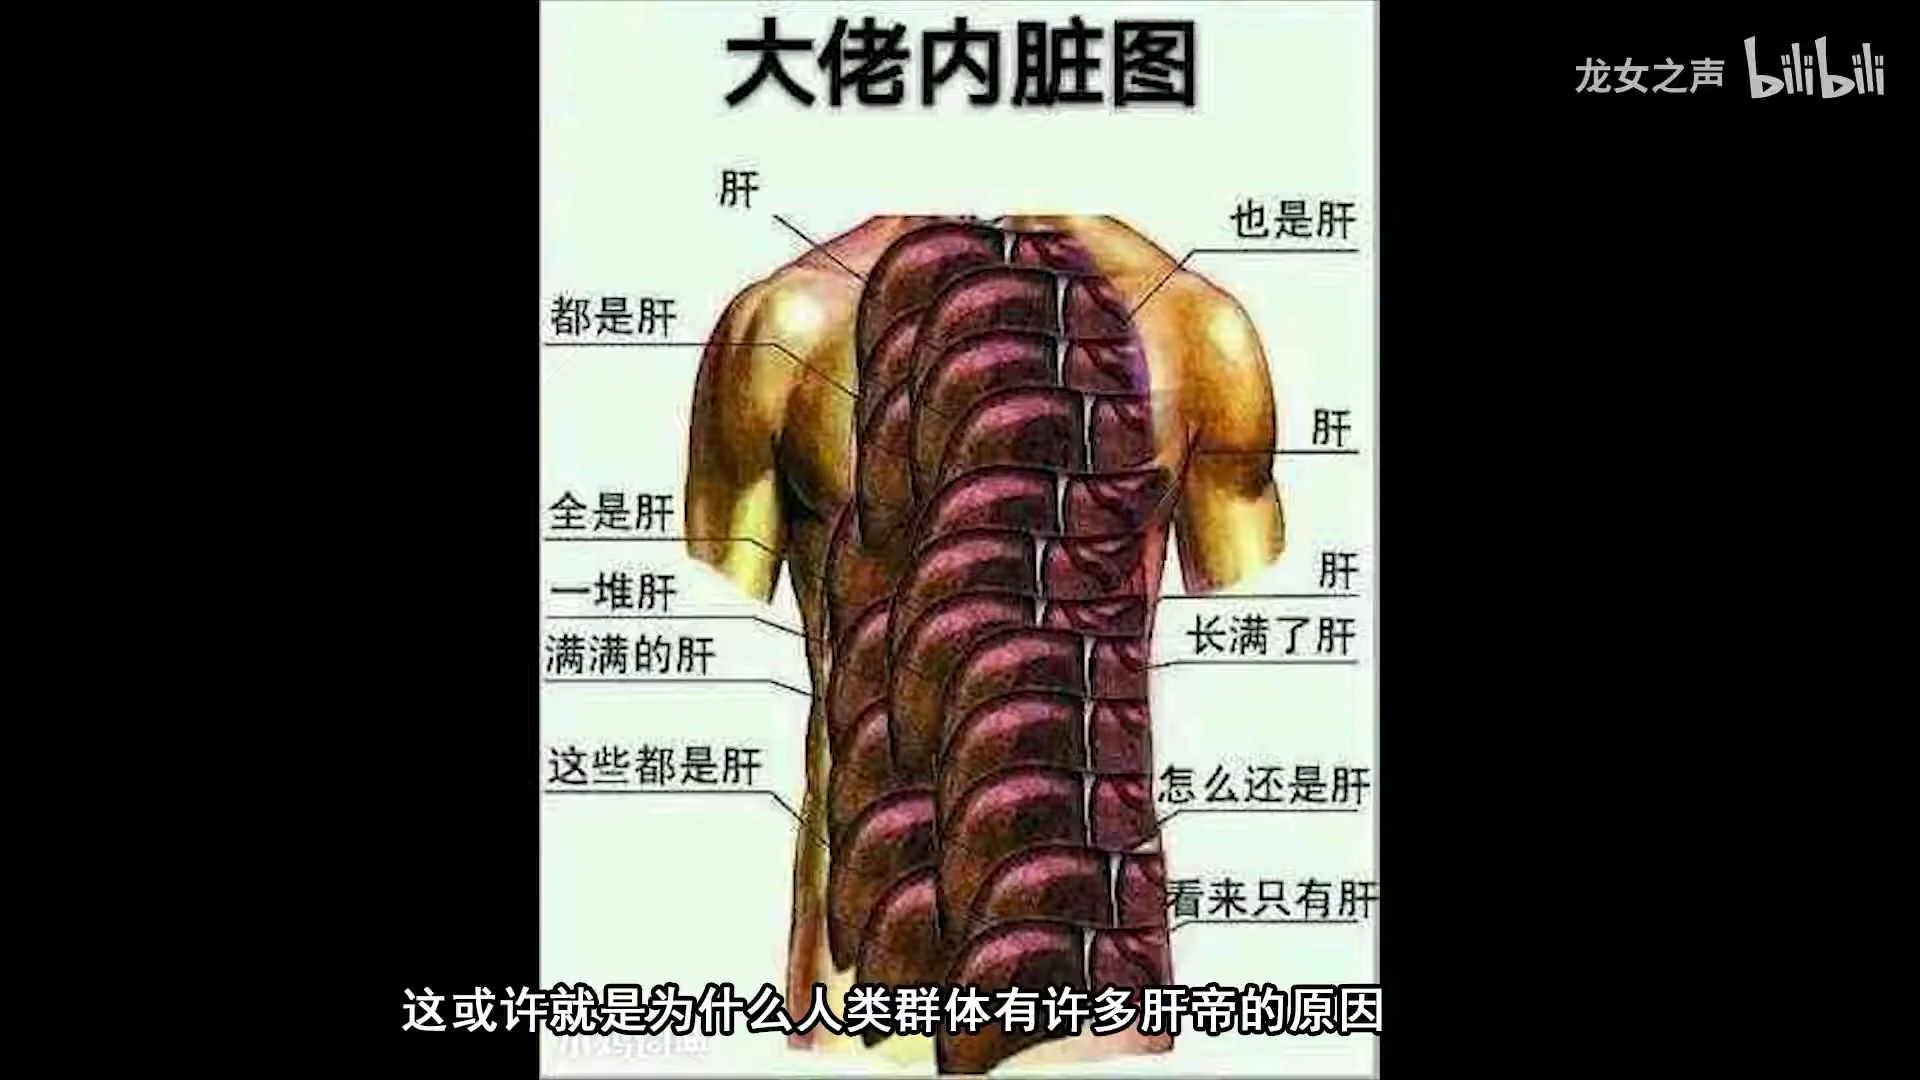 大佬内脏图
龙女之声 bilibili
肝
也是肝
都是肝
肝
全是肝
肝
一堆肝
长满了肝
满满的肝
这些都是肝
怎么还是肝
看来只有肝
这或许就是为什么人类群体有许多肝帝的原因